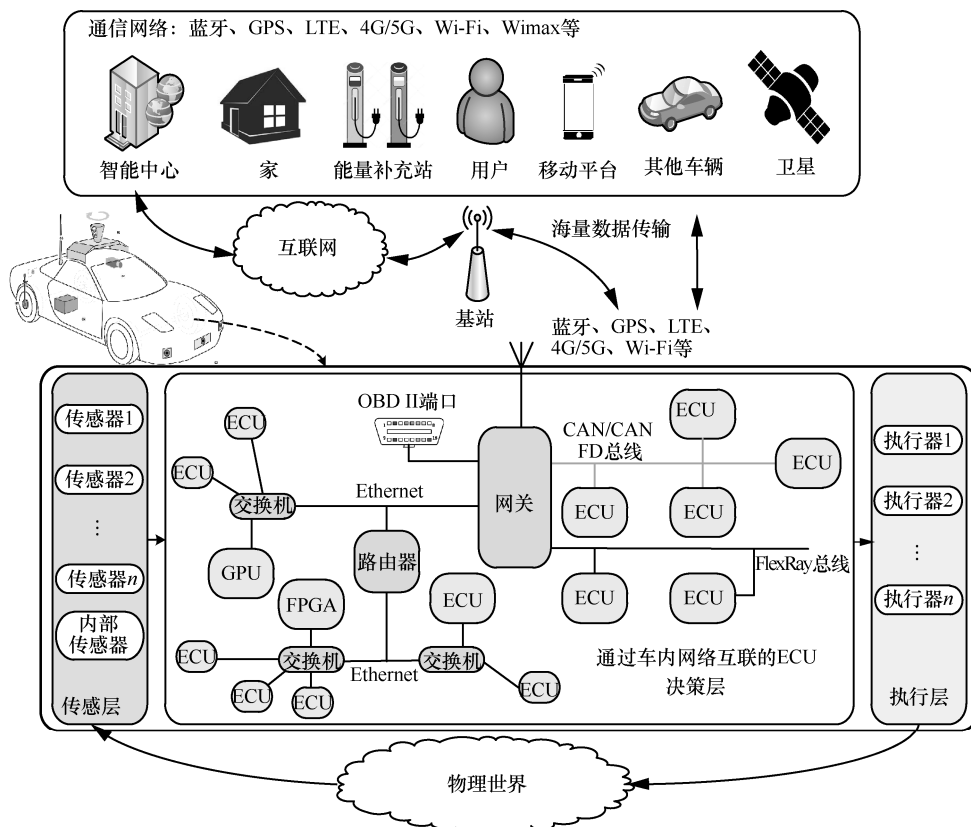 通信网络：蓝牙、GPS、LTE、4G/5G、Wi-Fi、Wimax等
智能中心
家
能量补充站
用户
移动平台
其他车辆
卫星
互联网
基站
海量数据传输
蓝牙、GPS、LTE、
4G/5G、Wi-Fi等
传感器1
传感器2
⋮
传感器n
内部
传感器
传感层
OBD II端口
ECU
ECU
交换机
GPU
Ethernet
路由器
网关
CAN/CAN
FD总线
ECU
ECU
ECU
ECU
FlexRay总线
ECU
ECU
FPGA
ECU
ECU
交换机
Ethernet
交换机
ECU
ECU
ECU
通过车内网络互联的ECU
决策层
执行器1
执行器2
⋮
执行器n
执行层
物理世界